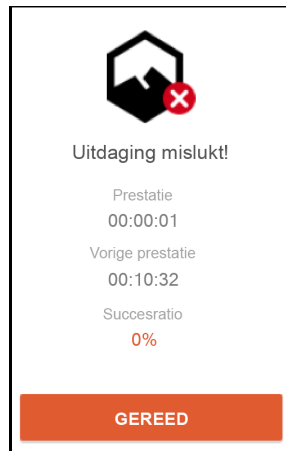 Uitdaging mislukt!
Prestatie
00:00:01
Vorige prestatie
00:10:32
Succesratio
0%
GEREED